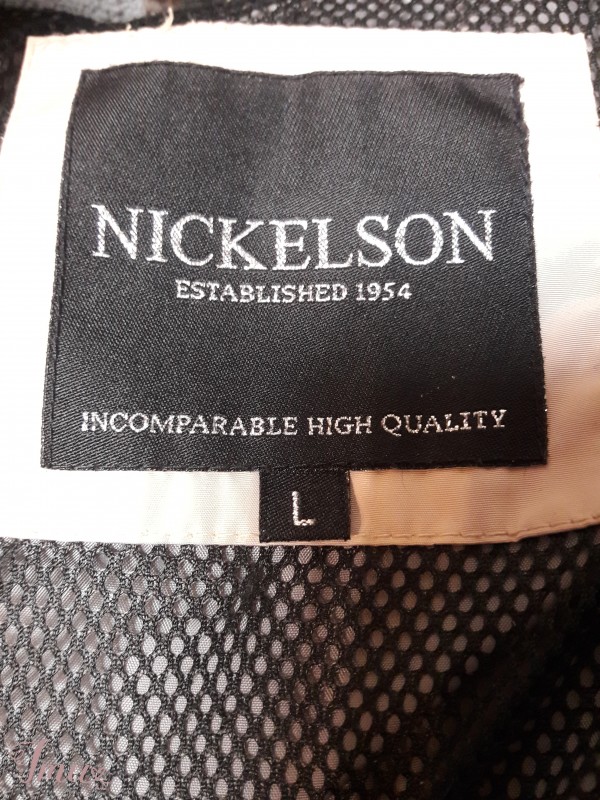 NICKELSON
ESTABLISHED 1954
INCOMPARABLE HIGH QUALITY
L